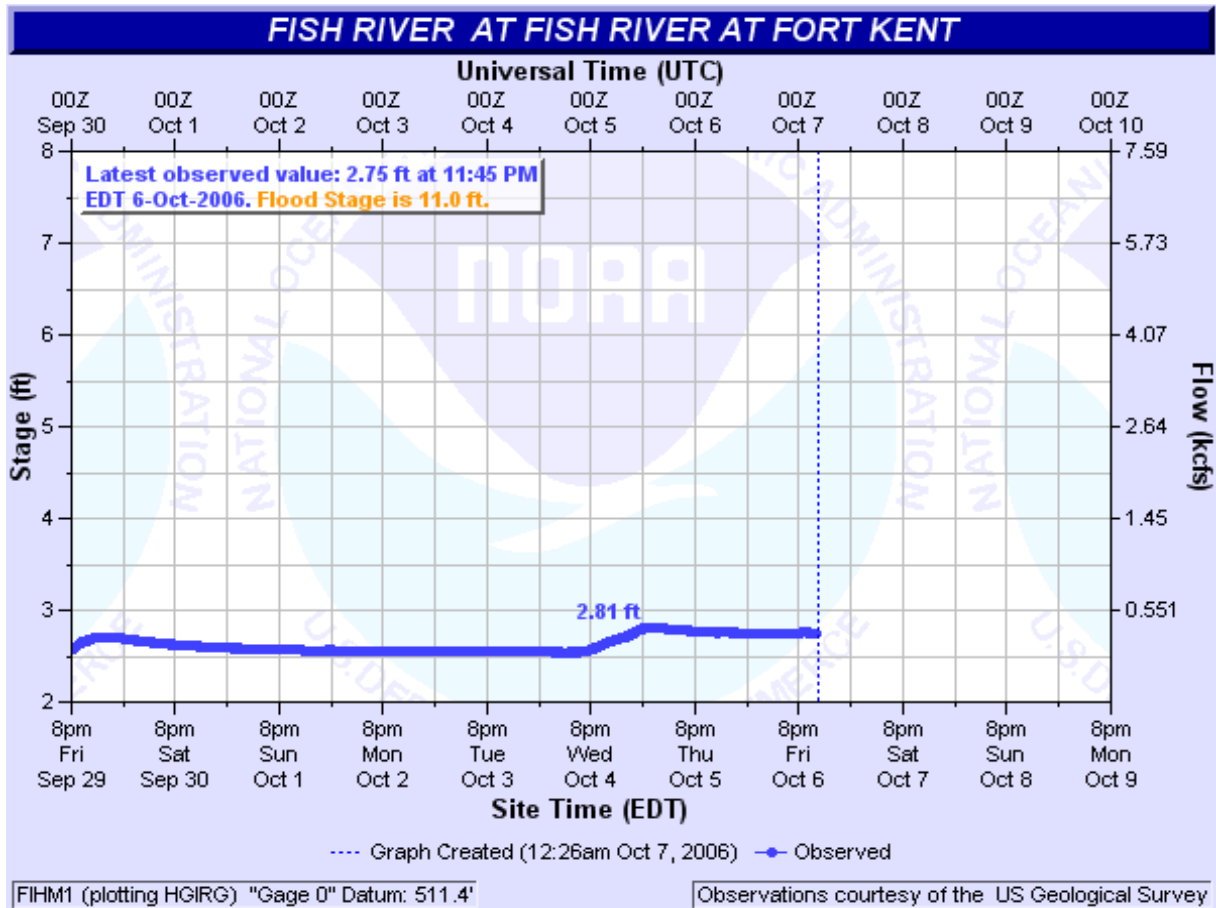 FISH RIVER AT FISH RIVER AT FORT KENT
Universal Time (UTC)
00Z 00Z 00Z 00Z 00Z 00Z 00Z 00Z 00Z 00Z 00Z
Sep 30 Oct 1 Oct 2 Oct 3 Oct 4 Oct 5 Oct 6 Oct 7 Oct 8 Oct 9 Oct 10
Latest observed value: 2.75 ft at 11:45 PM
EDT 6-Oct-2006. Flood Stage is 11.0 ft.
8 7.59
7 5.73
6 4.07
5 2.64
4 1.45
3 0.551
2
Stage (ft)
Flow (kcfs)
NOAA
NATIONAL OCEANIC
ADMINISTRATION
NATIONAL OCEANIC AND ATMOSPHERIC ADMINISTRATION
2.81 ft
8pm 8pm 8pm 8pm 8pm 8pm 8pm 8pm 8pm 8pm 8pm
Fri Sat Sun Mon Tue Wed Thu Fri Sat Sun Mon
Sep 29 Sep 30 Oct 1 Oct 2 Oct 3 Oct 4 Oct 5 Oct 6 Oct 7 Oct 8 Oct 9
Site Time (EDT)
Graph Created (12:26am Oct 7, 2006) Observed
FIHM1 (plotting HGIRG) "Gage 0" Datum: 511.4'
Observations courtesy of the US Geological Survey